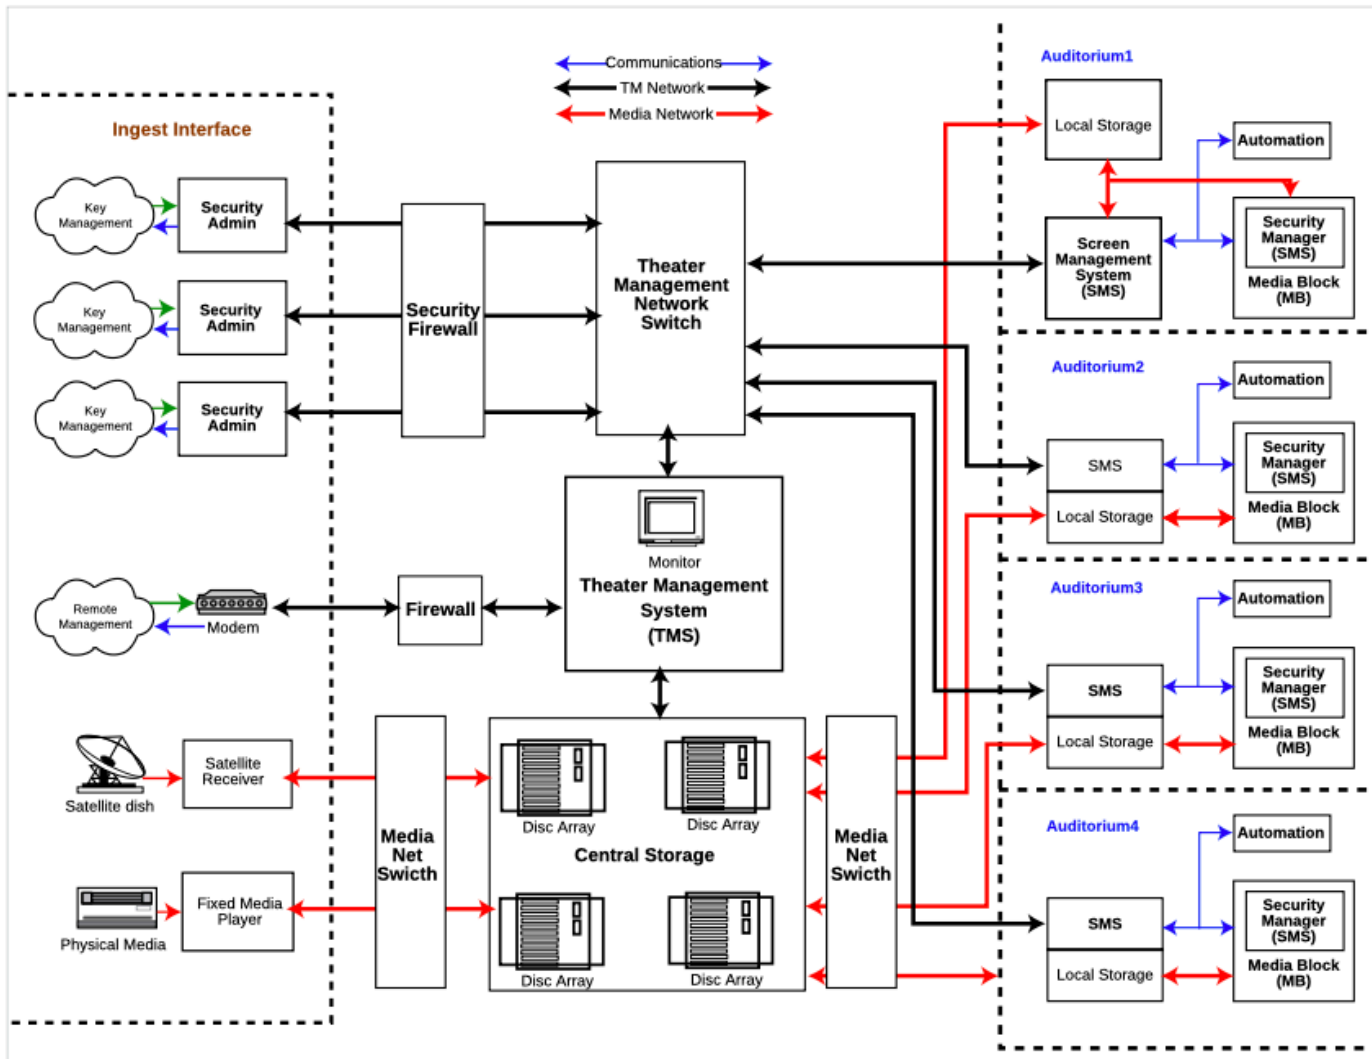 Communications
TM Network
Media Network
Ingest Interface
Key
Management
Security
Admin
Key
Management
Security
Admin
Key
Management
Security
Admin
Security
Firewall
Theater
Management
Network
Switch
Remote
Management
Modem
Firewall
Monitor
Theater Management
System
(TMS)
Satellite dish
Satellite
Receiver
Physical Media
Fixed Media
Player
Media
Net
Swicth
Disc Array
Disc Array
Central Storage
Disc Array
Disc Array
Media
Net
Swicth
Auditorium1
Local Storage
Automation
Screen
Management
System
(SMS)
Security
Manager
(SMS)
Media Block
(MB)
Auditorium2
Automation
SMS
Local Storage
Security
Manager
(SMS)
Media Block
(MB)
Auditorium3
Automation
SMS
Local Storage
Security
Manager
(SMS)
Media Block
(MB)
Auditorium4
Automation
SMS
Local Storage
Security
Manager
(SMS)
Media Block
(MB)